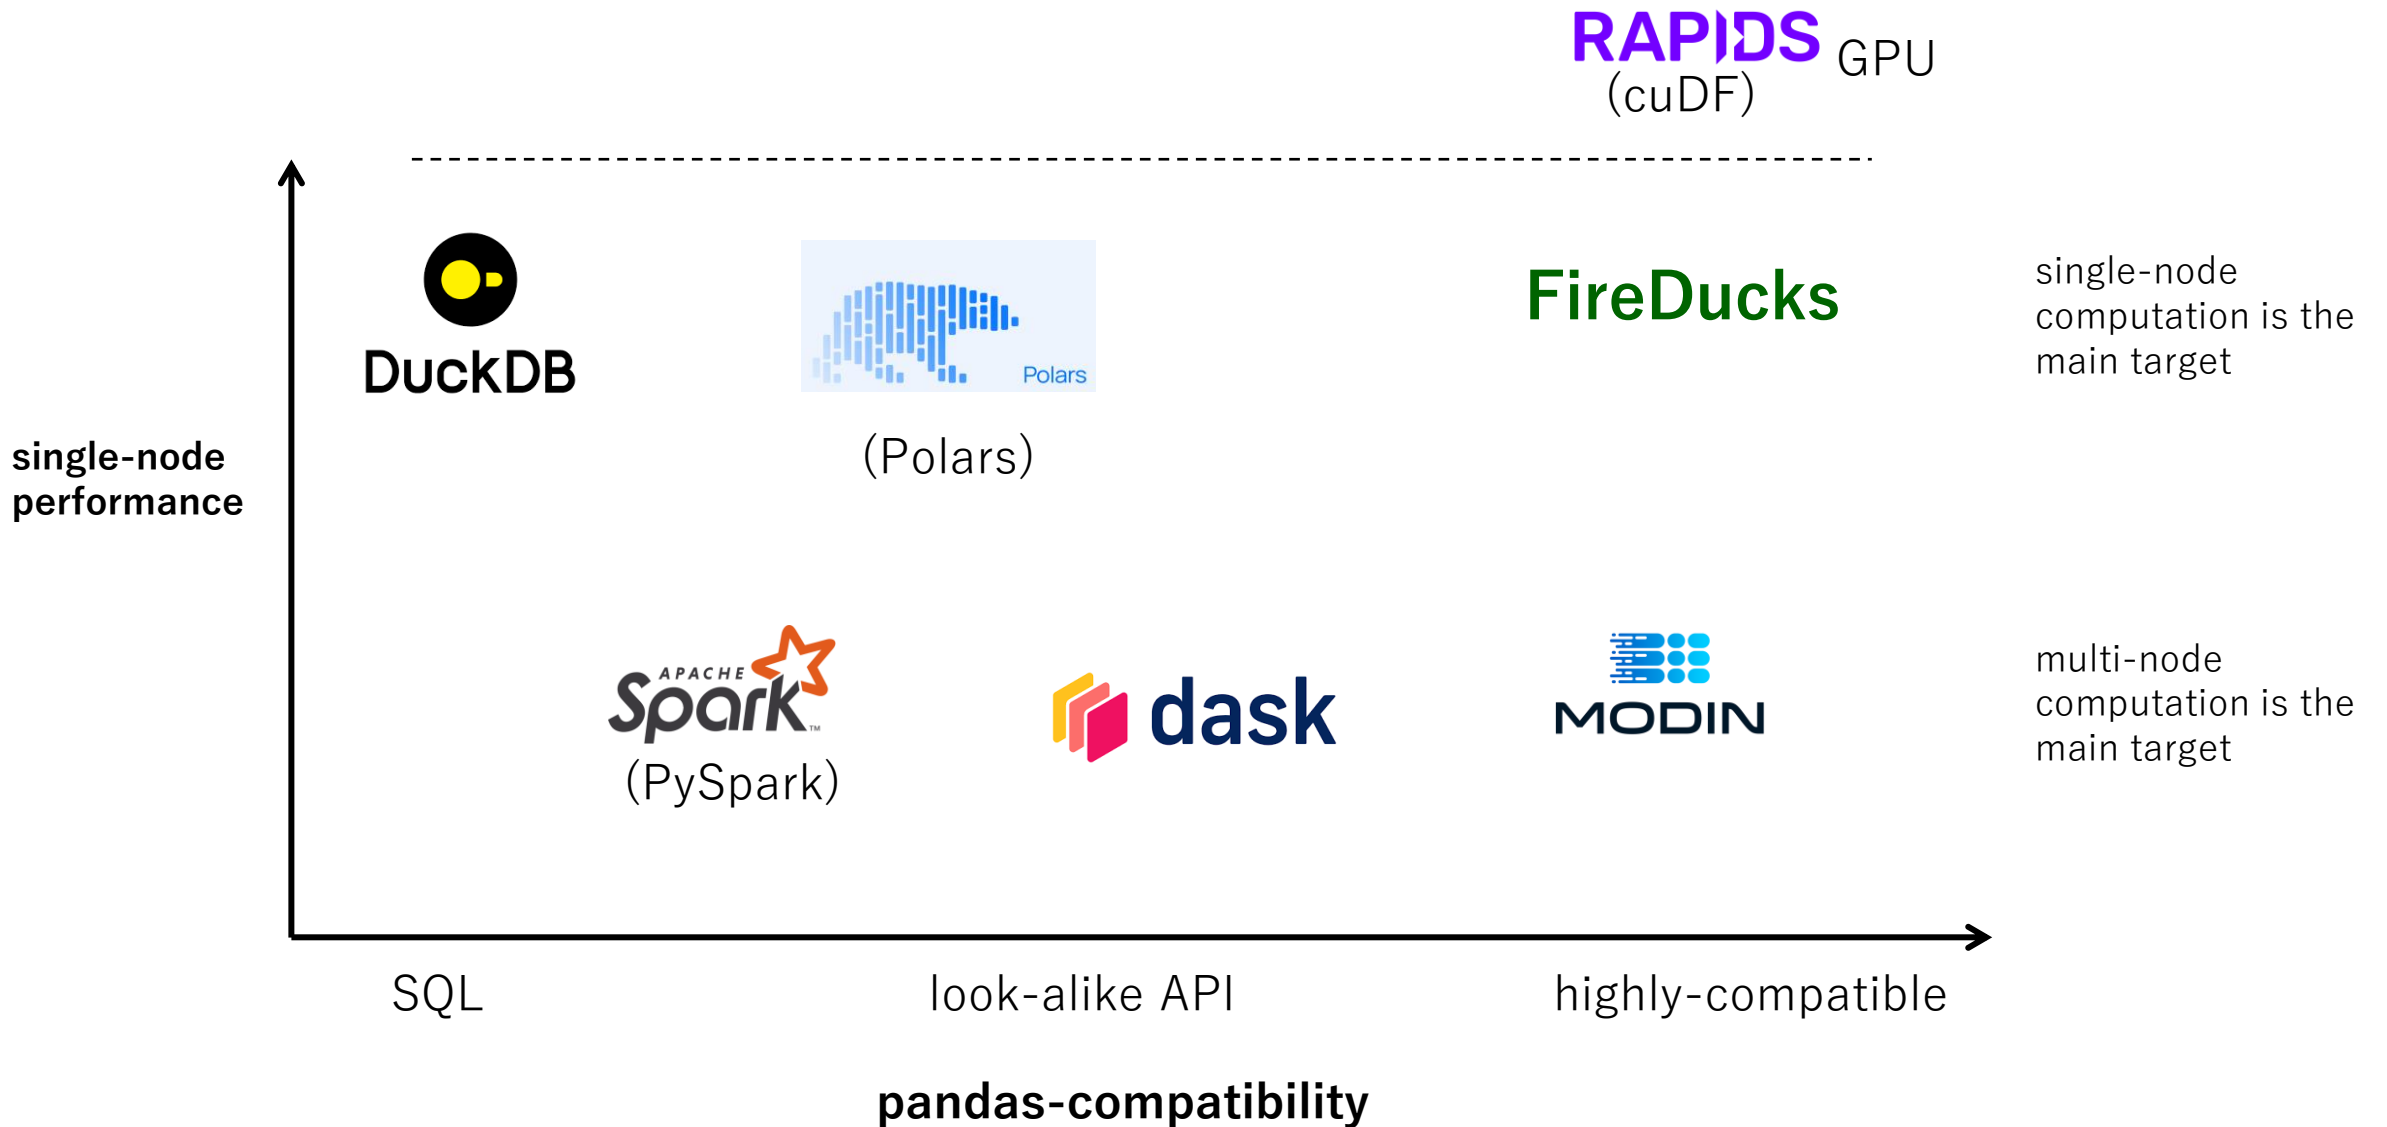 RAPIDS GPU
(cuDF)
DuckDB
Polars
(Polars)
FireDucks
single-node
computation is the
main target
single-node
performance
APACHE
Spark™
(PySpark)
dask
MODIN
multi-node
computation is the
main target
SQL
look-alike API
highly-compatible
pandas-compatibility